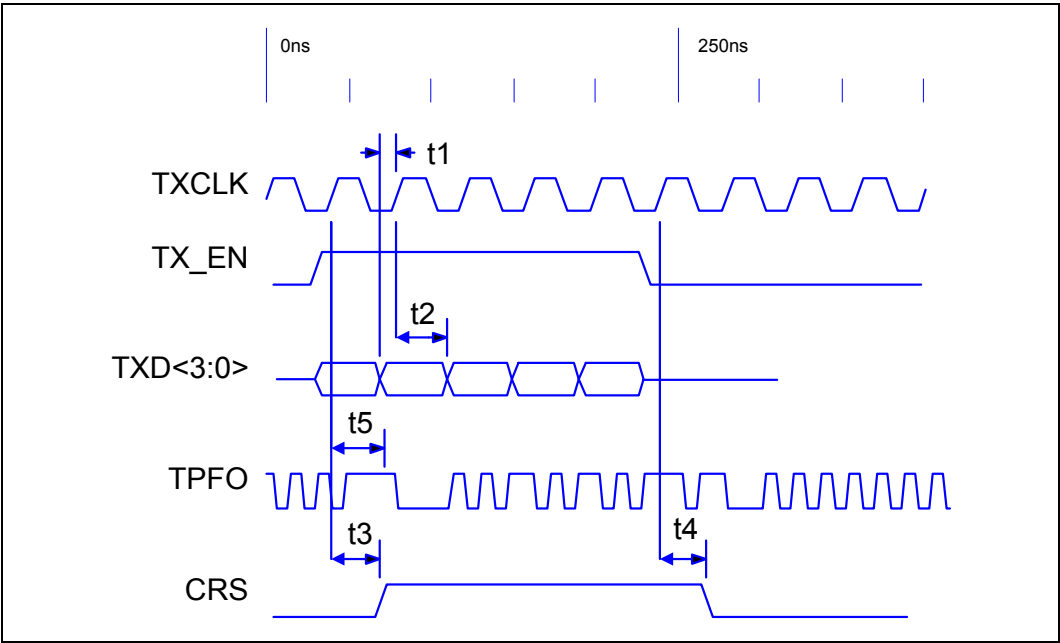 0ns 250ns
t1
TXCLK
TX_EN
t2
TXD<3:0>
t5
TPFO
t3 t4
CRS